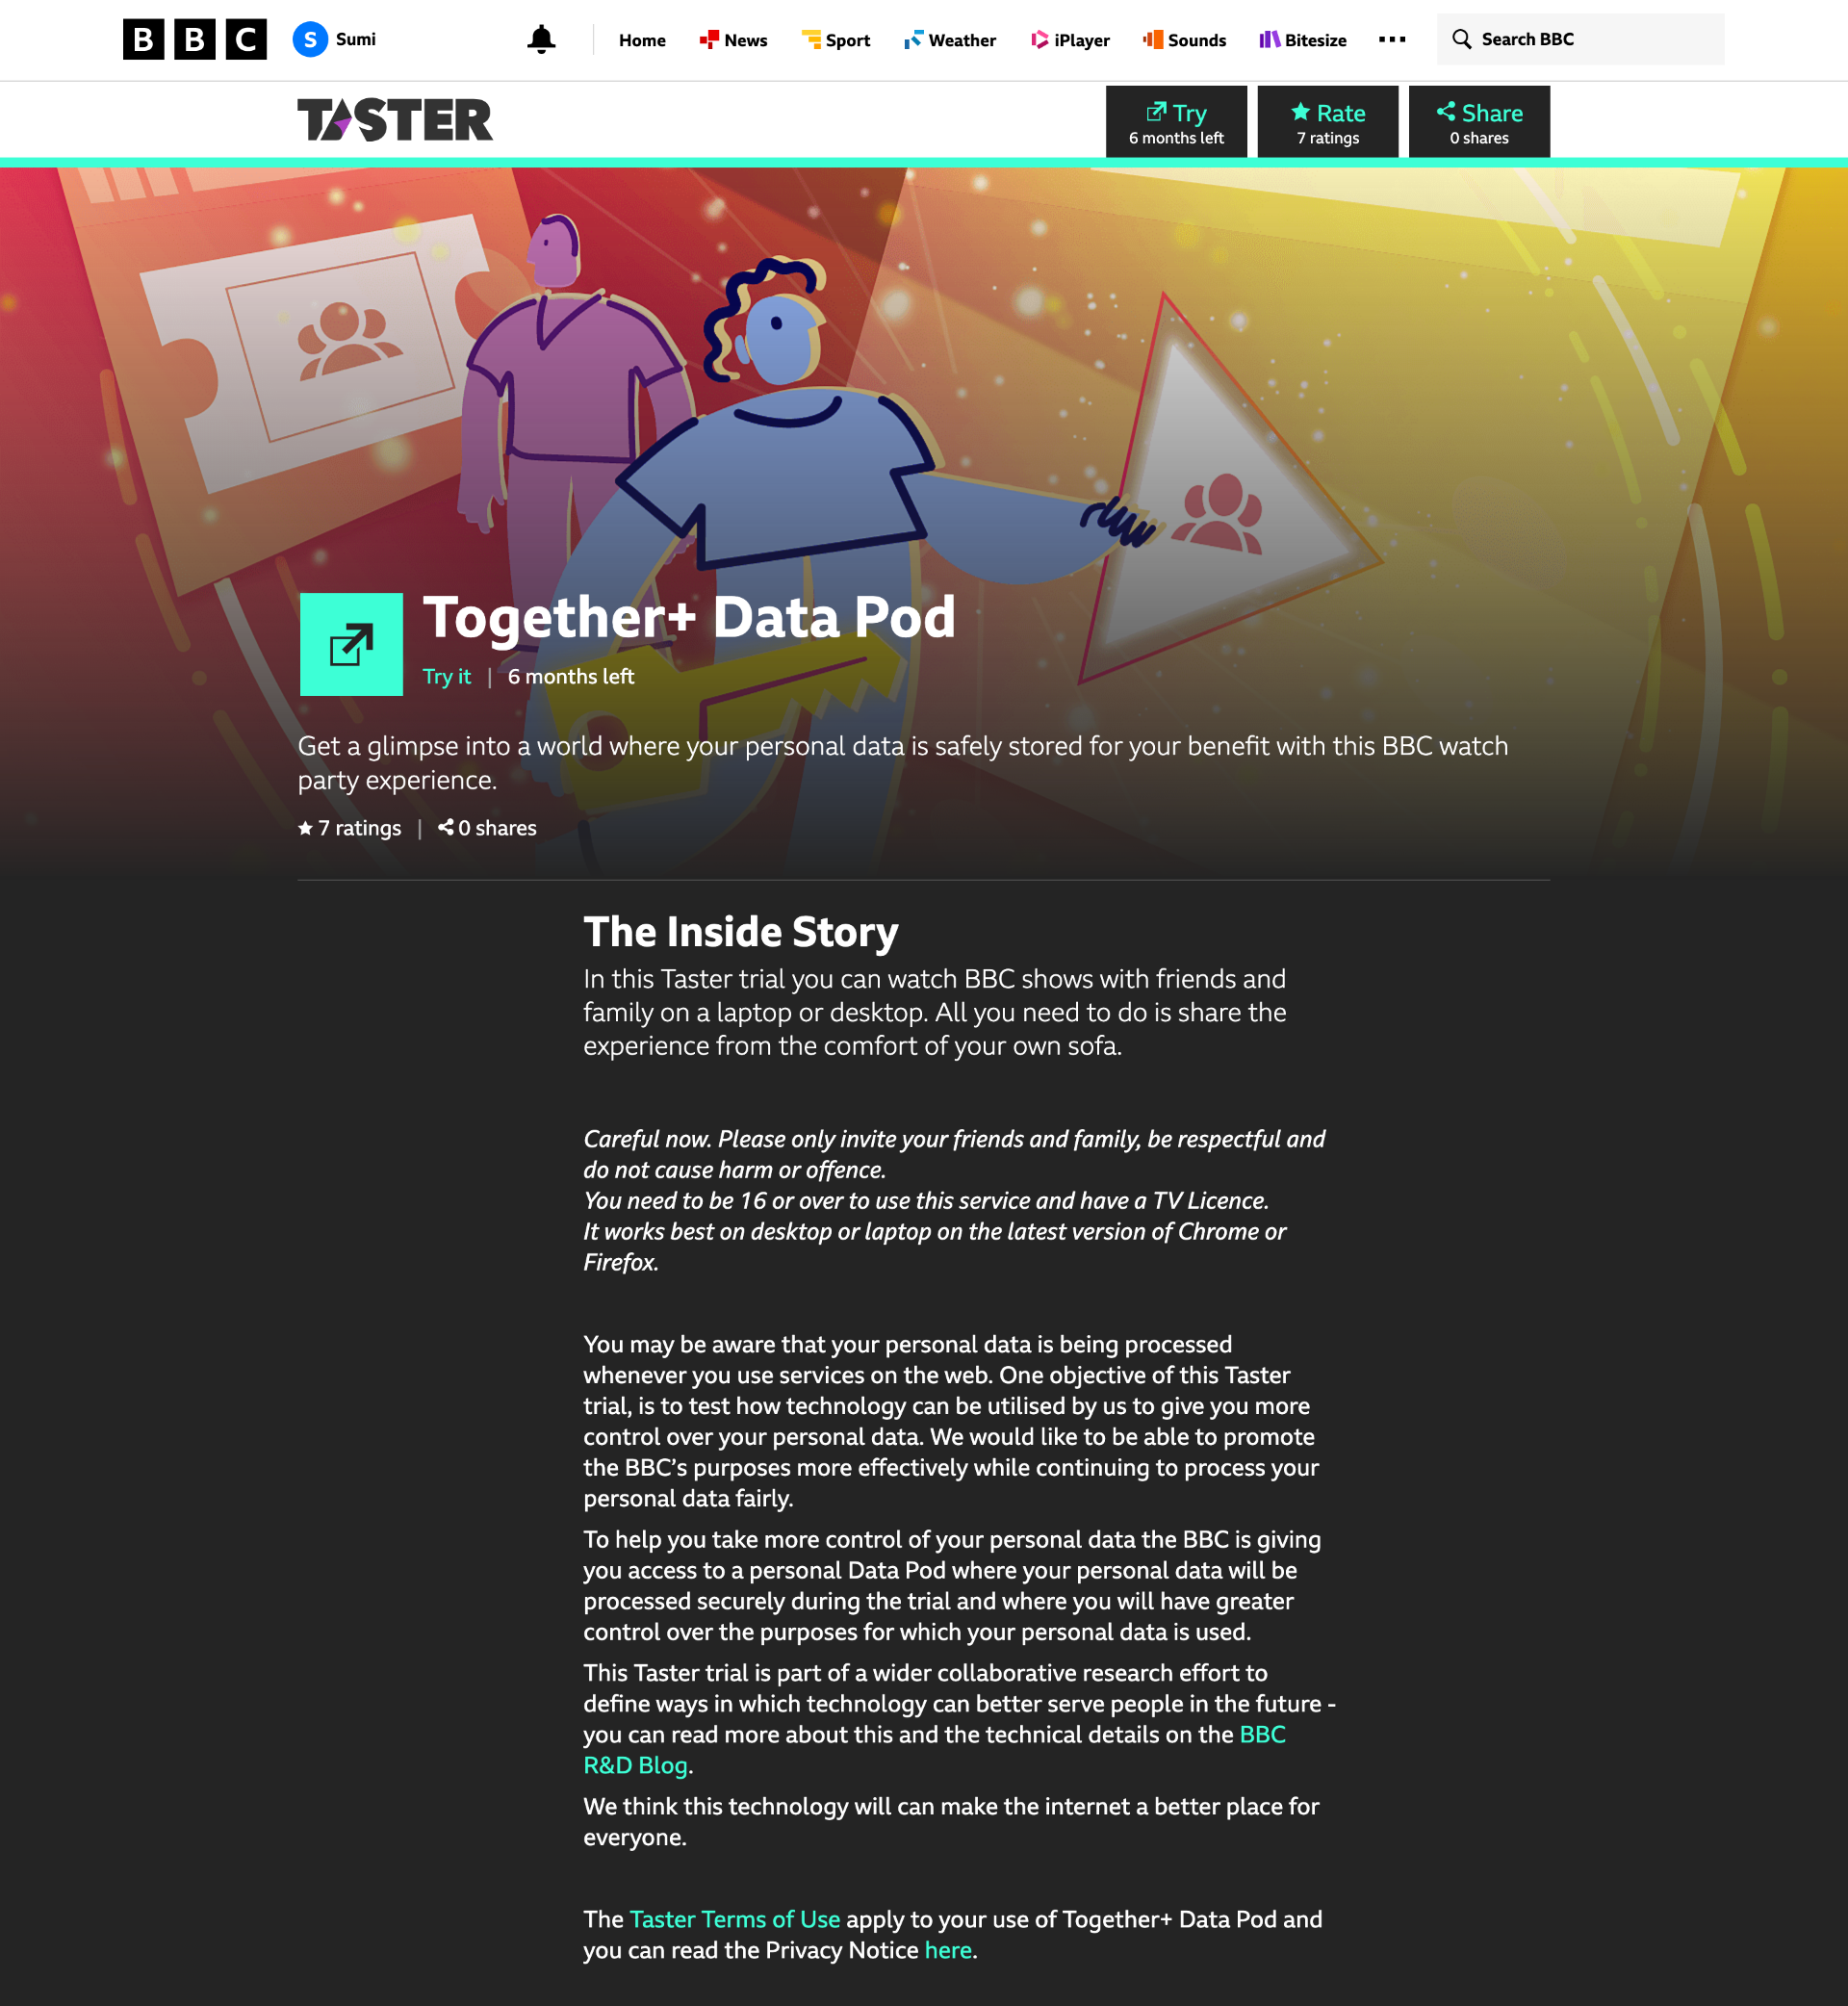 BBC
S Sumi
Home News Sport Weather iPlayer Sounds Bitesize Search BBC
TASTER
Try
6 months left
Rate
7 ratings
Share
0 shares
Together+ Data Pod
Try it | 6 months left
Get a glimpse into a world where your personal data is safely stored for your benefit with this BBC watch
party experience.
7 ratings | 0 shares
The Inside Story
In this Taster trial you can watch BBC shows with friends and
family on a laptop or desktop. All you need to do is share the
experience from the comfort of your own sofa.
Careful now. Please only invite your friends and family, be respectful and
do not cause harm or offence.
You need to be 16 or over to use this service and have a TV Licence.
It works best on desktop or laptop on the latest version of Chrome or
Firefox.
You may be aware that your personal data is being processed
whenever you use services on the web. One objective of this Taster
trial, is to test how technology can be utilised by us to give you more
control over your personal data. We would like to be able to promote
the BBC’s purposes more effectively while continuing to process your
personal data fairly.
To help you take more control of your personal data the BBC is giving
you access to a personal Data Pod where your personal data will be
processed securely during the trial and where you will have greater
control over the purposes for which your personal data is used.
This Taster trial is part of a wider collaborative research effort to
define ways in which technology can better serve people in the future -
you can read more about this and the technical details on the BBC
R&D Blog.
We think this technology will can make the internet a better place for
everyone.
The Taster Terms of Use apply to your use of Together+ Data Pod and
you can read the Privacy Notice here.